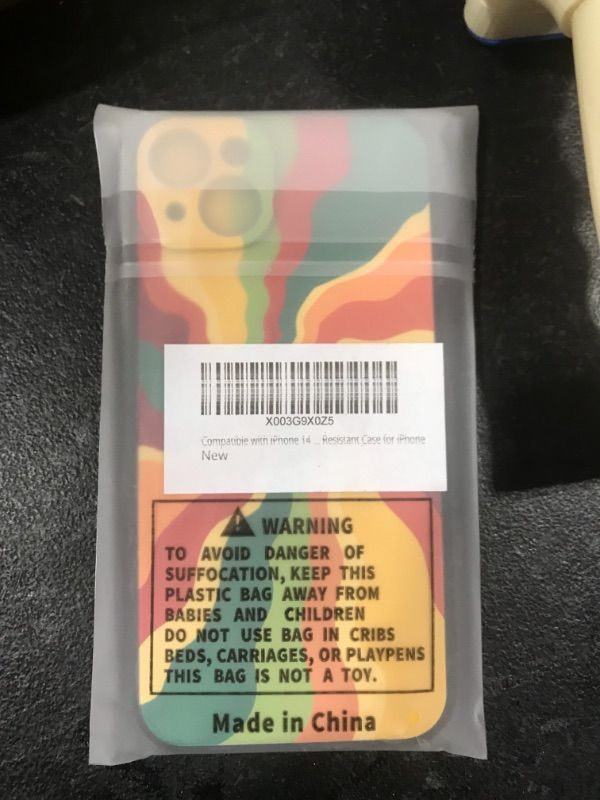 X003G9X0Z5
Compatible with iPhone 14 ... Resistant Case for iPhone
New
WARNING
TO AVOID DANGER OF
SUFFOCATION, KEEP THIS
PLASTIC BAG AWAY FROM
BABIES AND CHILDREN
DO NOT USE BAG IN CRIBS
BEDS, CARRIAGES, OR PLAYPENS
THIS BAG IS NOT A TOY.
Made in China